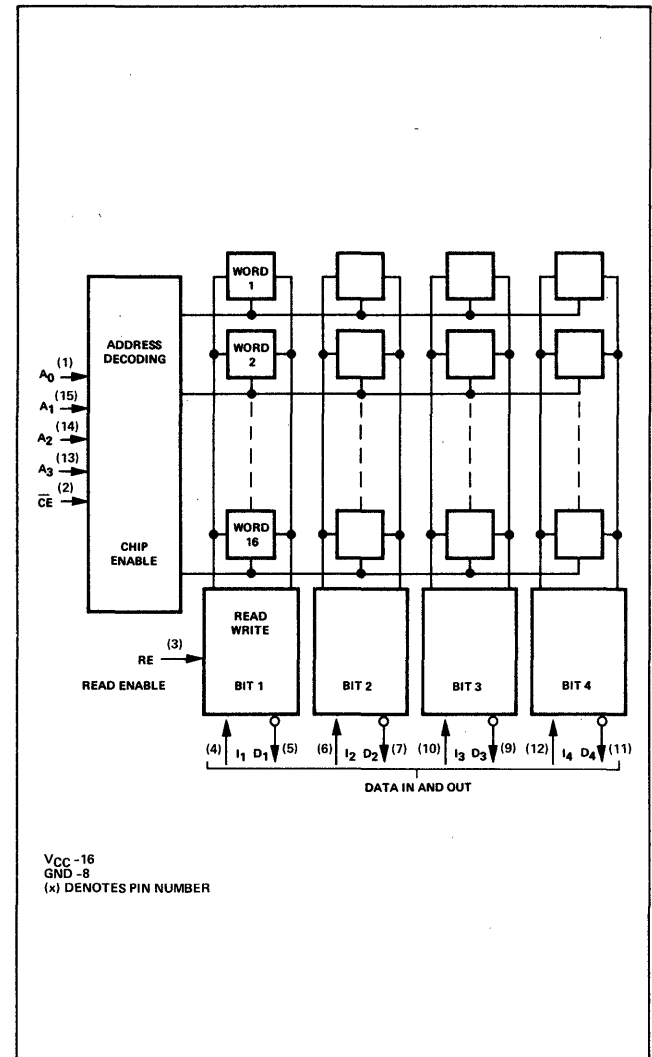 WORD
1
ADDRESS
DECODING
WORD
2
A0 (1)
A1 (15)
A2 (14)
A3 (13)
C̅E̅ (2)
CHIP
ENABLE
WORD
16
READ
WRITE
RE (3)
READ ENABLE
BIT 1
BIT 2
BIT 3
BIT 4
(4) I1 D1 (5) (6) I2 D2 (7) (10) I3 D3 (9) (12) I4 D4 (11)
DATA IN AND OUT
VCC -16
GND -8
(x) DENOTES PIN NUMBER